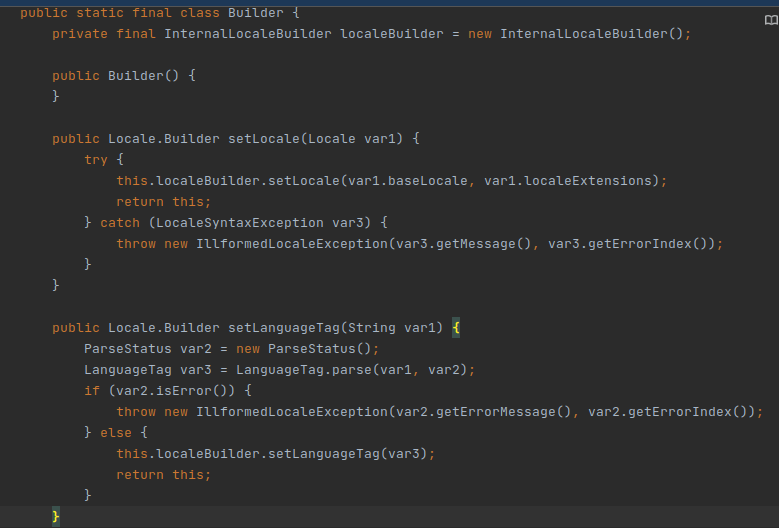 public static final class Builder {
    private final InternalLocaleBuilder localeBuilder = new InternalLocaleBuilder();

    public Builder() {
    }

    public Locale.Builder setLocale(Locale var1) {
        try {
            this.localeBuilder.setLocale(var1.baseLocale, var1.localeExtensions);
            return this;
        } catch (LocaleSyntaxException var3) {
            throw new IllformedLocaleException(var3.getMessage(), var3.getErrorIndex());
        }
    }

    public Locale.Builder setLanguageTag(String var1) {
        ParseStatus var2 = new ParseStatus();
        LanguageTag var3 = LanguageTag.parse(var1, var2);
        if (var2.isError()) {
            throw new IllformedLocaleException(var2.getErrorMessage(), var2.getErrorIndex());
        } else {
            this.localeBuilder.setLanguageTag(var3);
            return this;
        }
    }